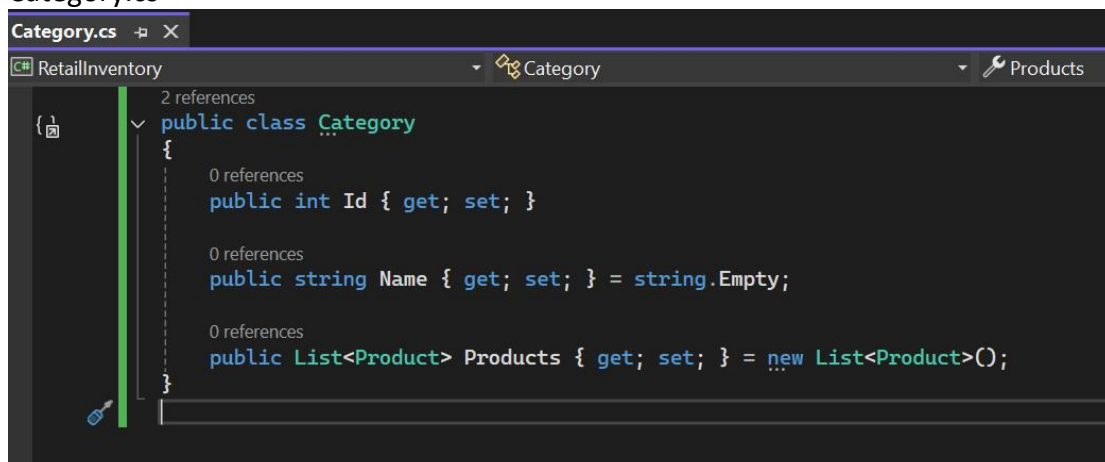 Category.cs
Category.cs
C# RetailInventory Category Products
2 references
public class Category
{
0 references
public int Id { get; set; }
0 references
public string Name { get; set; } = string.Empty;
0 references
public List<Product> Products { get; set; } = new List<Product>();
}